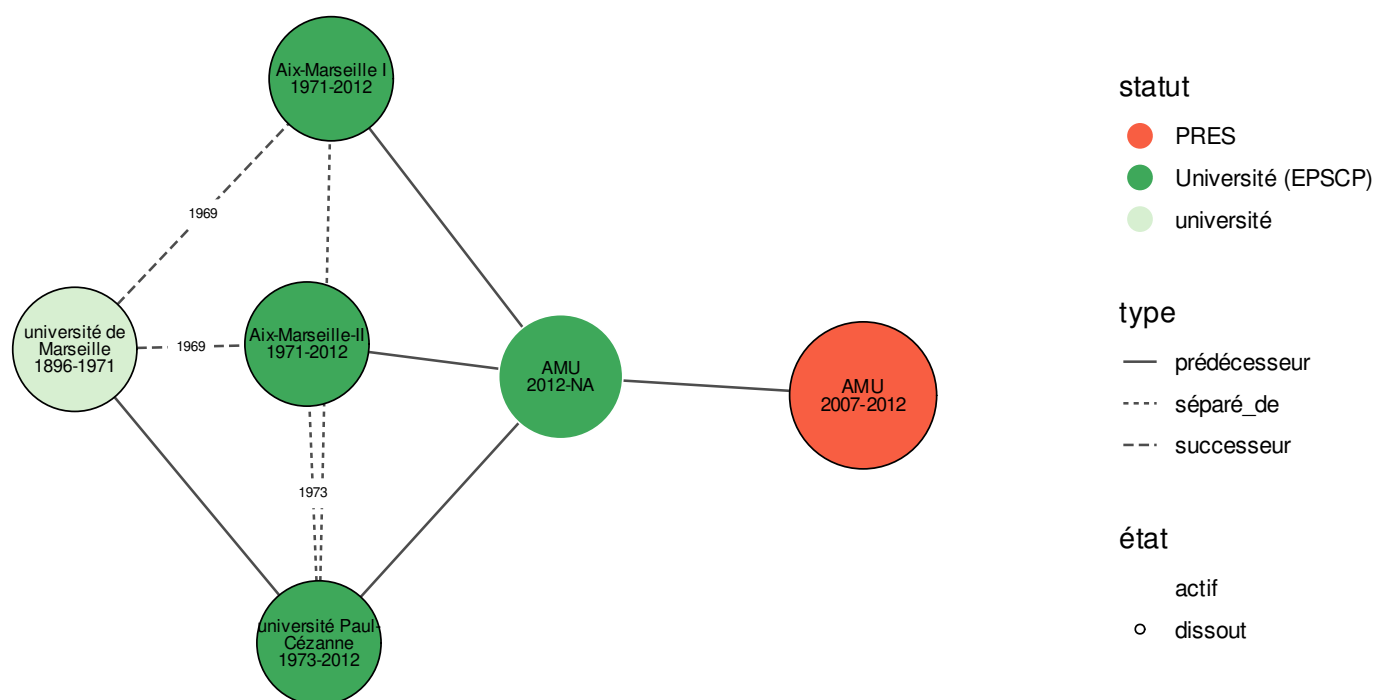 Aix-Marseille I
1971-2012
1969
université de
Marseille
1896-1971
1969
Aix-Marseille-II
1971-2012
AMU
2012-NA
AMU
2007-2012
1973
université Paul-
Cézanne
1973-2012
statut
PRES
Université (EPSCP)
université
type
prédécesseur
séparé_de
successeur
état
actif
dissout